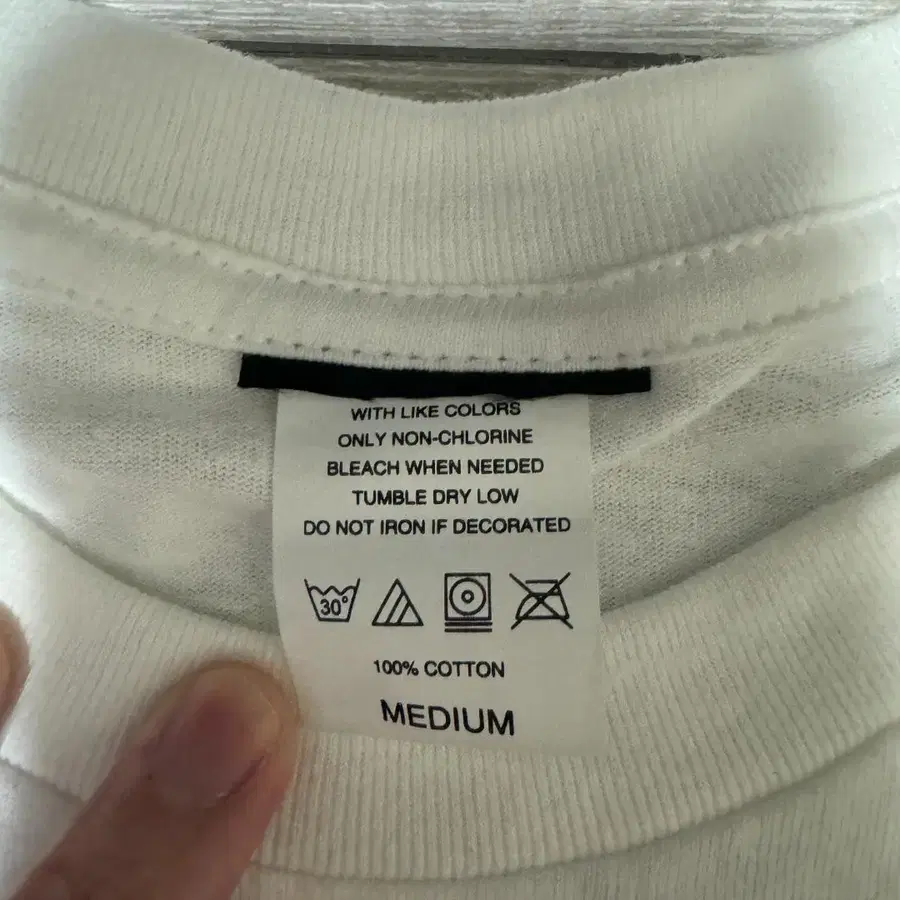 WITH LIKE COLORS
ONLY NON-CHLORINE
BLEACH WHEN NEEDED
TUMBLE DRY LOW
DO NOT IRON IF DECORATED
30°
100% COTTON
MEDIUM